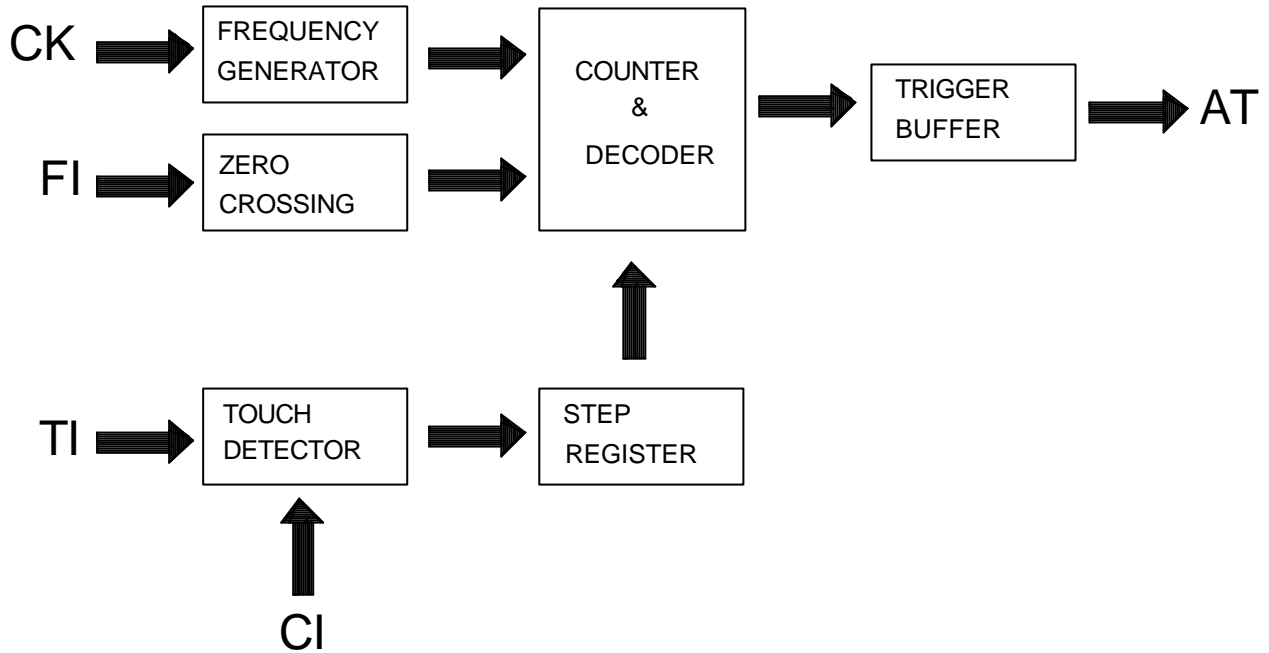 CK
FREQUENCY
GENERATOR
COUNTER
&
DECODER
TRIGGER
BUFFER
AT
FI
ZERO
CROSSING
TI
TOUCH
DETECTOR
STEP
REGISTER
CI